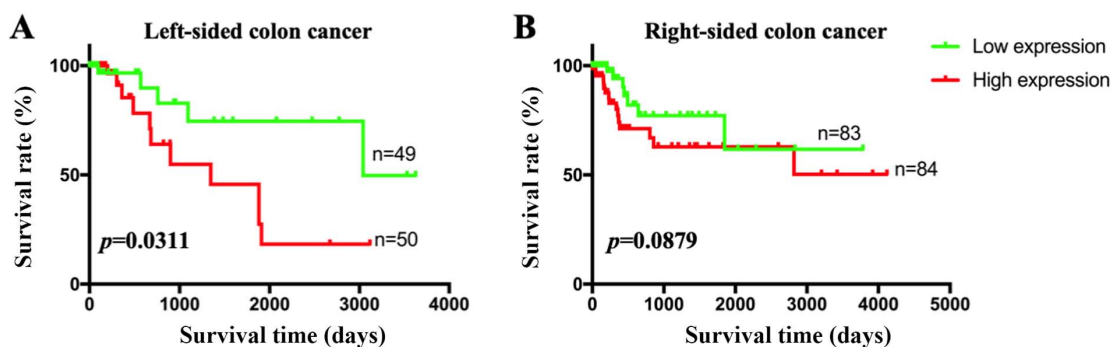 A
Left-sided colon cancer
Survival rate (%)
100
50
0
n=49
n=50
p=0.0311
0 1000 2000 3000 4000
Survival time (days)
B
Right-sided colon cancer
Survival rate (%)
100
50
0
n=83
n=84
p=0.0879
0 1000 2000 3000 4000 5000
Survival time (days)
Low expression
High expression